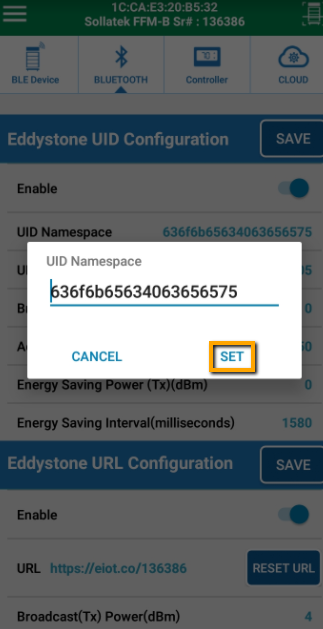 1C:CA:E3:20:B5:32
Sollatek FFM-B Sr# : 136386
BLE Device BLUETOOTH Controller CLOUD
Eddystone UID Configuration SAVE
Enable
UID Namespace 636f6b65634063656575
UID Namespace
636f6b65634063656575
CANCEL SET
Energy Saving Power (Tx)(dBm) 0
Energy Saving Interval(milliseconds) 1580
Eddystone URL Configuration SAVE
Enable
URL https://eiot.co/136386 RESET URL
Broadcast(Tx) Power(dBm) 4